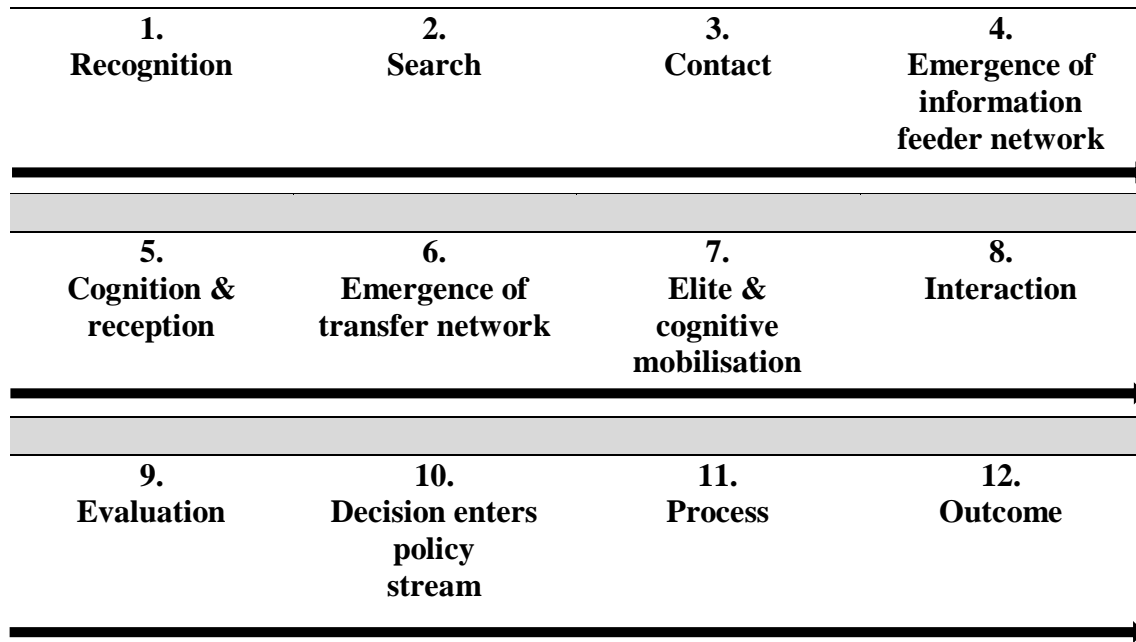 1.
Recognition
2.
Search
3.
Contact
4.
Emergence of
information
feeder network
5.
Cognition &
reception
6.
Emergence of
transfer network
7.
Elite &
cognitive
mobilisation
8.
Interaction
9.
Evaluation
10.
Decision enters
policy
stream
11.
Process
12.
Outcome